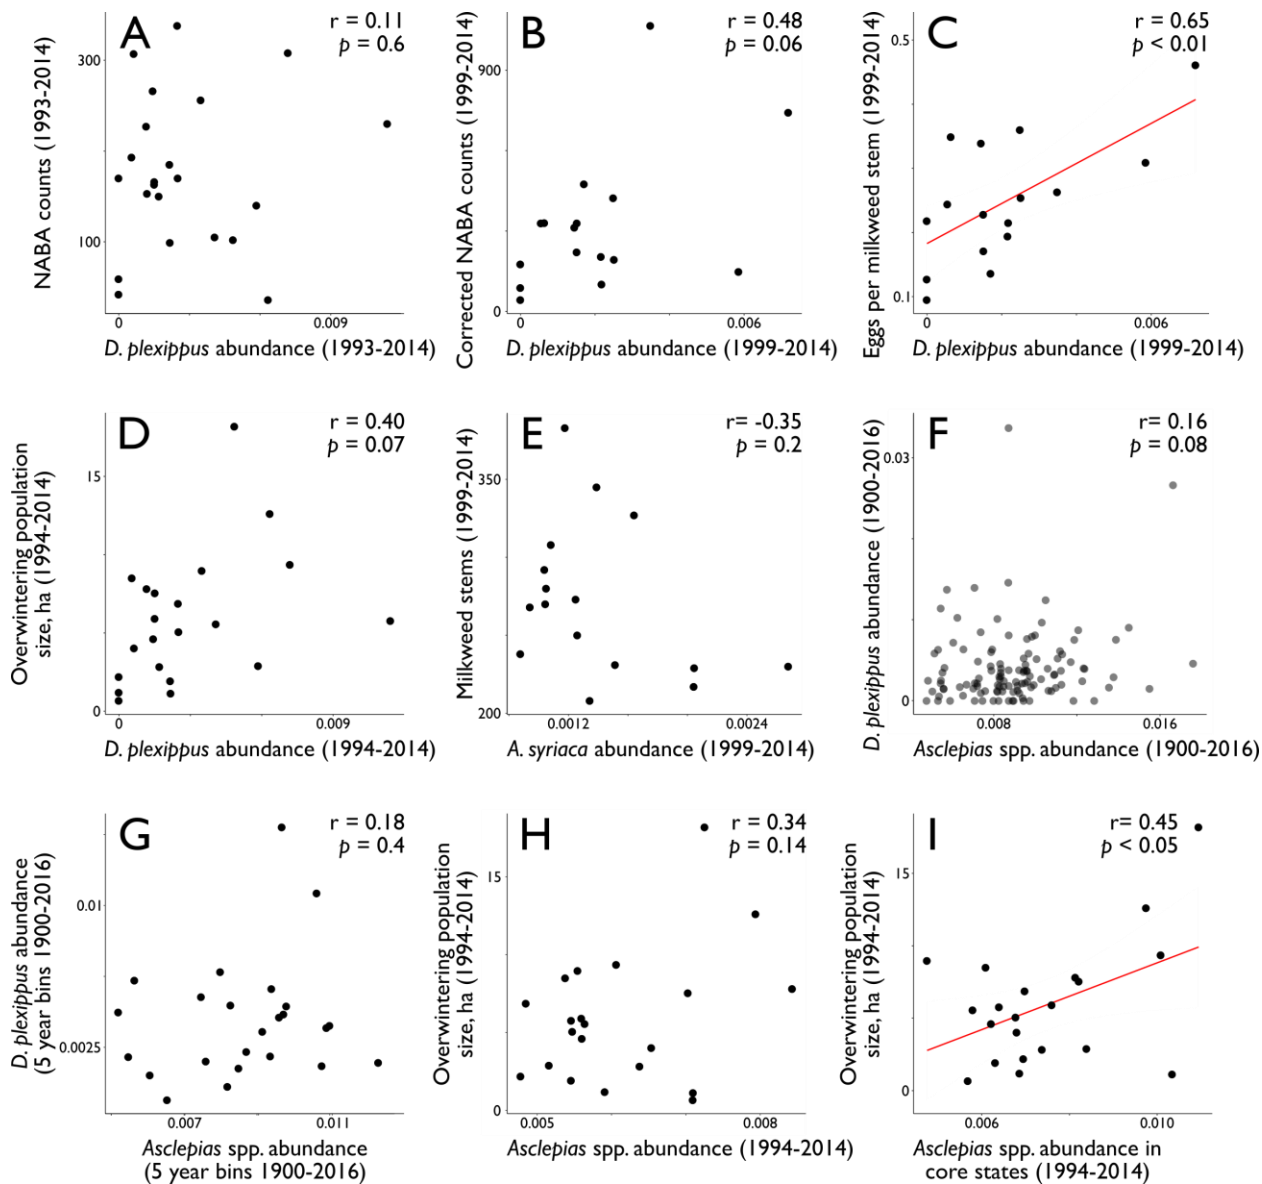 A
r = 0.11
p = 0.6
NABA counts (1993-2014)
300
100
0
0.009
D. plexippus abundance (1993-2014)
B
r = 0.48
p = 0.06
Corrected NABA counts (1999-2014)
900
0
0
0.006
D. plexippus abundance (1999-2014)
C
r = 0.65
p < 0.01
Eggs per milkweed stem (1999-2014)
0.5
0.1
0
0.006
D. plexippus abundance (1999-2014)
D
r = 0.40
p = 0.07
Overwintering population
size, ha (1994-2014)
15
0
0
0.009
D. plexippus abundance (1994-2014)
E
r= -0.35
p = 0.2
Milkweed stems (1999-2014)
350
200
0.0012
0.0024
A. syriaca abundance (1999-2014)
F
r= 0.16
p = 0.08
D. plexippus abundance (1900-2016)
0.03
0
0.008
0.016
Asclepias spp. abundance (1900-2016)
G
r = 0.18
p = 0.4
D. plexippus abundance
(5 year bins 1900-2016)
0.01
0.0025
0.007
0.011
Asclepias spp. abundance
(5 year bins 1900-2016)
H
r = 0.34
p = 0.14
Overwintering population
size, ha (1994-2014)
15
0
0.005
0.008
Asclepias spp. abundance (1994-2014)
I
r= 0.45
p < 0.05
Overwintering population
size, ha (1994-2014)
15
0
0.006
0.010
Asclepias spp. abundance in
core states (1994-2014)